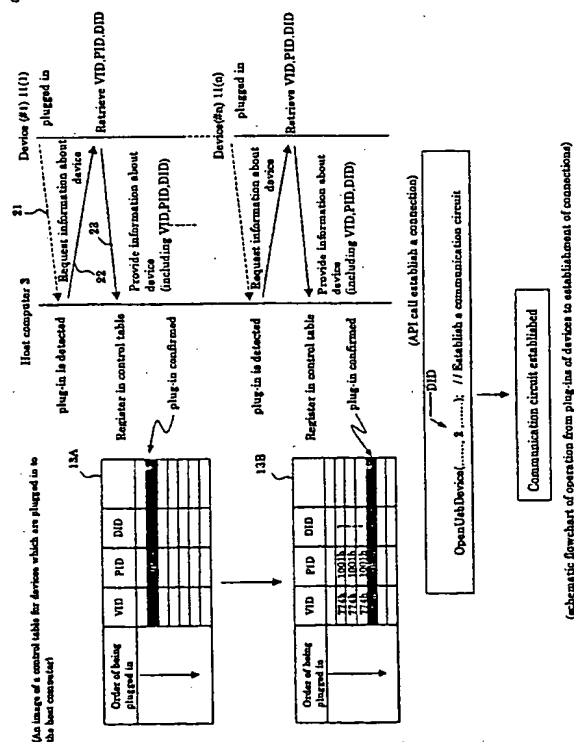 (An image of a control table for devices which are plugged in to
the host computer)
Host computer 3
Device (#1) 11(1)
21
plugged in
plug-in is detected
Request information about
device
22
Retrieve VID,PID,DID
23
Register in control table
Provide information about
device
(including VID,PID,DID)
plug-in confirmed
13A
Order of being
plugged in
VID
PID
DID
Device(#n) 11(n)
plugged in
plug-in is detected
Request information about
device
Retrieve VID,PID.DID
Register in control table
Provide information about
device
(including VID,PID,DID)
plug-in confirmed
13B
Order of being
plugged in
VID
PID
DID
774h 1001h
774h 1001h
774h 1001h
(API call establish a connection)
DID
OpenUsbDevice(......, 2, ......); // Establish a communication circuit
Communication circuit established
(schematic flowchart of operation from plug-ins of devices to establishment of connections)